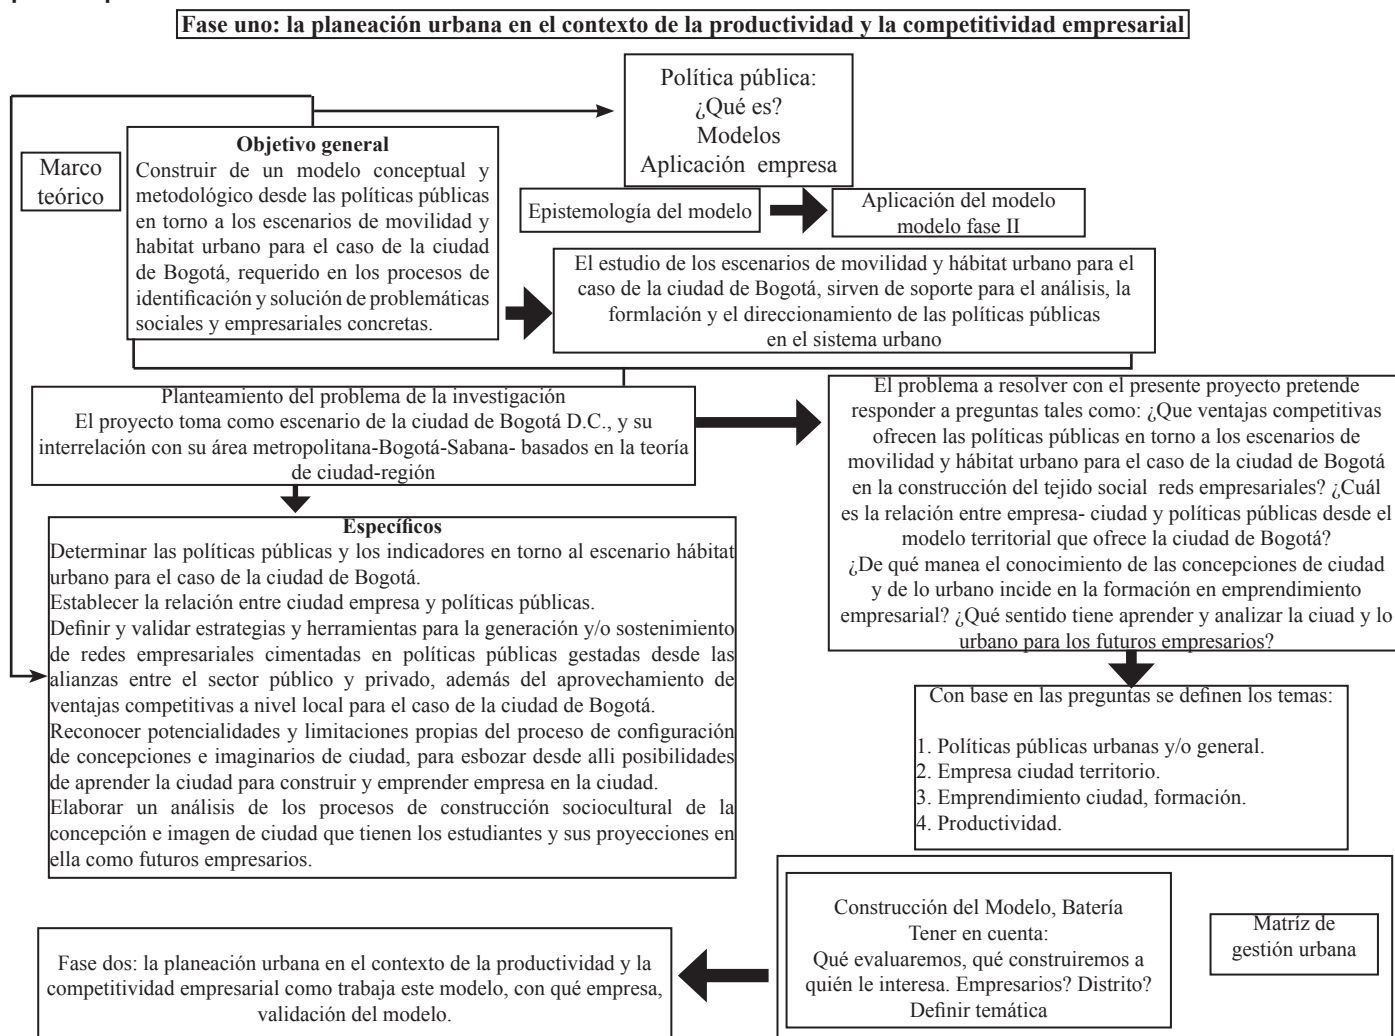 Fase uno: la planeación urbana en el contexto de la productividad y la competitividad empresarial
Política pública:
¿Qué es?
Modelos
Aplicación empresa
Marco
teórico
Objetivo general
Construir de un modelo conceptual y
metodológico desde las políticas públicas
en torno a los escenarios de movilidad y
habitat urbano para el caso de la ciudad
de Bogotá, requerido en los procesos de
identificación y solución de problemáticas
sociales y empresariales concretas.
Epistemología del modelo
Aplicación del modelo
modelo fase II
El estudio de los escenarios de movilidad y hábitat urbano para el
caso de la ciudad de Bogotá, sirven de soporte para el análisis, la
formlación y el direccionamiento de las políticas públicas
en el sistema urbano
Planteamiento del problema de la investigación
El proyecto toma como escenario de la ciudad de Bogotá D.C., y su
interrelación con su área metropolitana-Bogotá-Sabana- basados en la teoría
de ciudad-región
El problema a resolver con el presente proyecto pretende
responder a preguntas tales como: ¿Que ventajas competitivas
ofrecen las políticas públicas en torno a los escenarios de
movilidad y hábitat urbano para el caso de la ciudad de Bogotá
en la construcción del tejido social reds empresariales? ¿Cuál
es la relación entre empresa- ciudad y políticas públicas desde el
modelo territorial que ofrece la ciudad de Bogotá?
¿De qué manea el conocimiento de las concepciones de ciudad
y de lo urbano incide en la formación en emprendimiento
empresarial? ¿Qué sentido tiene aprender y analizar la ciuad y lo
urbano para los futuros empresarios?
Específicos
Determinar las políticas públicas y los indicadores en torno al escenario hábitat
urbano para el caso de la ciudad de Bogotá.
Establecer la relación entre ciudad empresa y políticas públicas.
Definir y validar estrategias y herramientas para la generación y/o sostenimiento
de redes empresariales cimentadas en políticas públicas gestadas desde las
alianzas entre el sector público y privado, además del aprovechamiento de
ventajas competitivas a nivel local para el caso de la ciudad de Bogotá.
Reconocer potencialidades y limitaciones propias del proceso de configuración
de concepciones e imaginarios de ciudad, para esbozar desde alli posibilidades
de aprender la ciudad para construir y emprender empresa en la ciudad.
Elaborar un análisis de los procesos de construcción sociocultural de la
concepción e imagen de ciudad que tienen los estudiantes y sus proyecciones en
ella como futuros empresarios.
Con base en las preguntas se definen los temas:
1. Políticas públicas urbanas y/o general.
2. Empresa ciudad territorio.
3. Emprendimiento ciudad, formación.
4. Productividad.
Construcción del Modelo, Batería
Tener en cuenta:
Qué evaluaremos, qué construiremos a
quién le interesa. Empresarios? Distrito?
Definir temática
Matríz de
gestión urbana
Fase dos: la planeación urbana en el contexto de la productividad y la
competitividad empresarial como trabaja este modelo, con qué empresa,
validación del modelo.